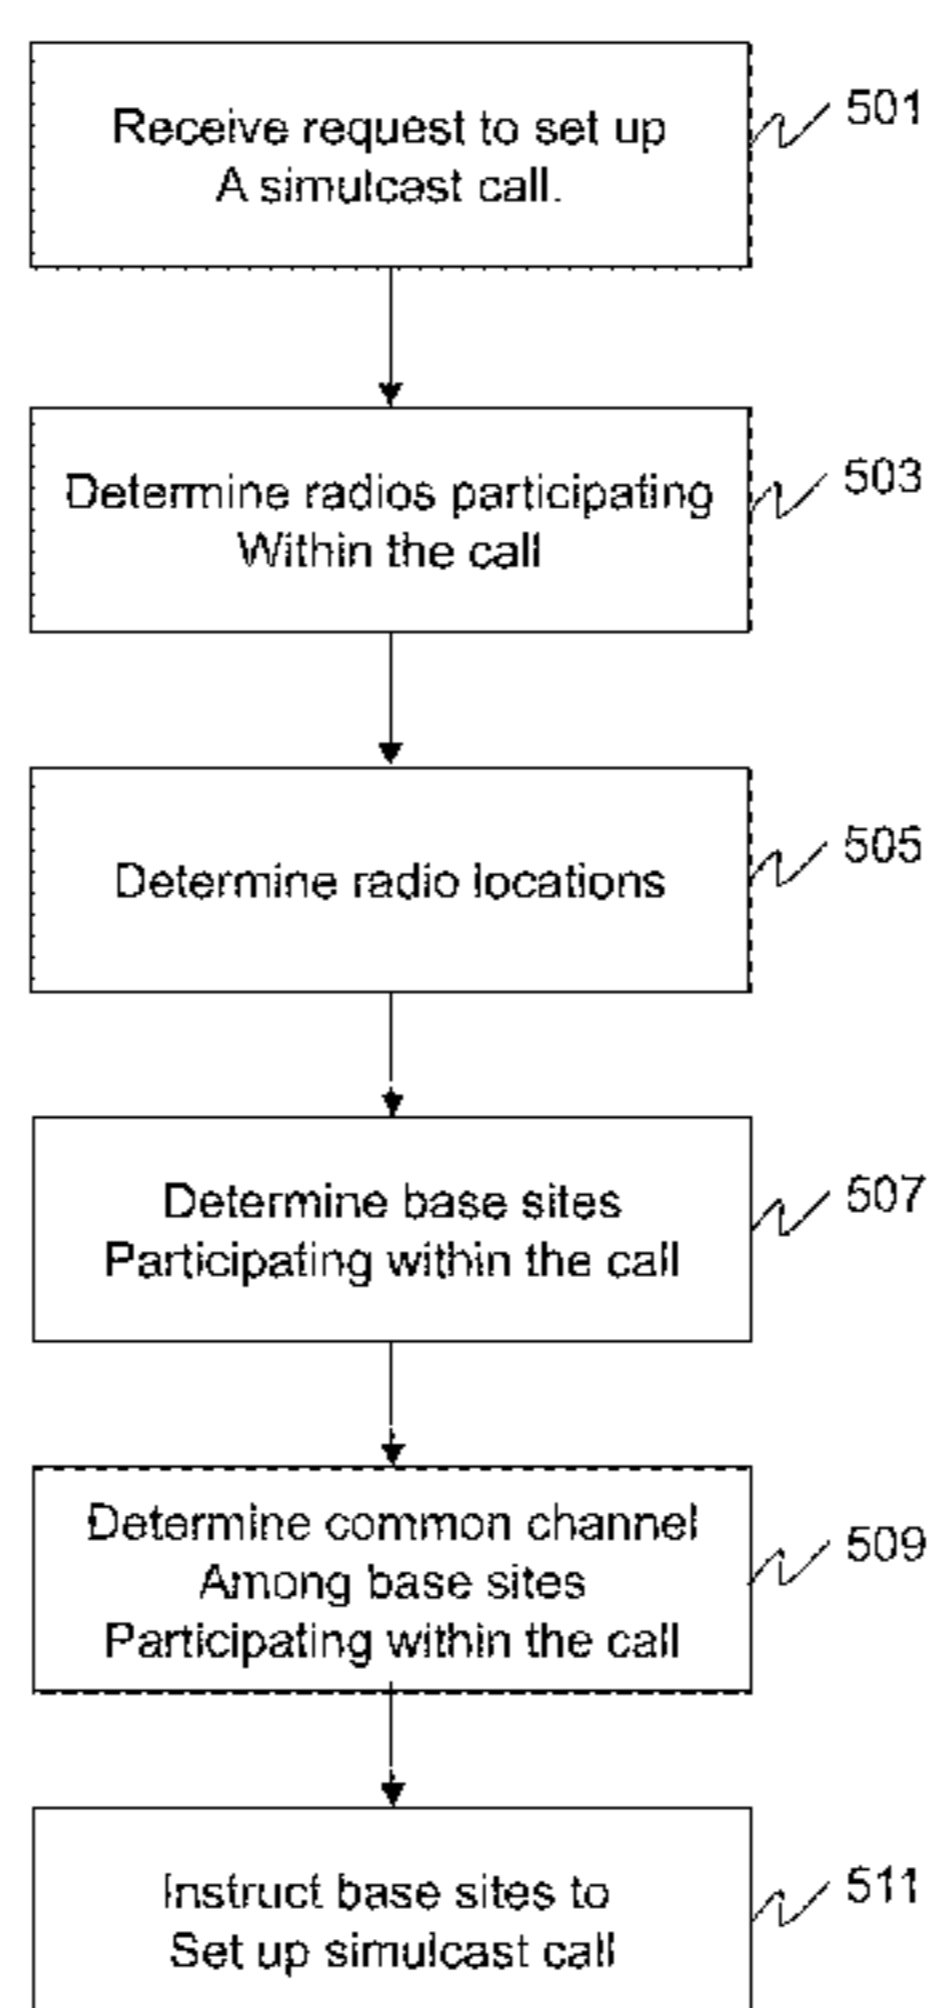 Receive request to set up
A simulcast call.
501
Determine radios participating
Within the call
503
Determine radio locations
505
Determine base sites
Participating within the call
507
Determine common channel
Among base sites
Participating within the call
509
Instruct base sites to
Set up simulcast call
511